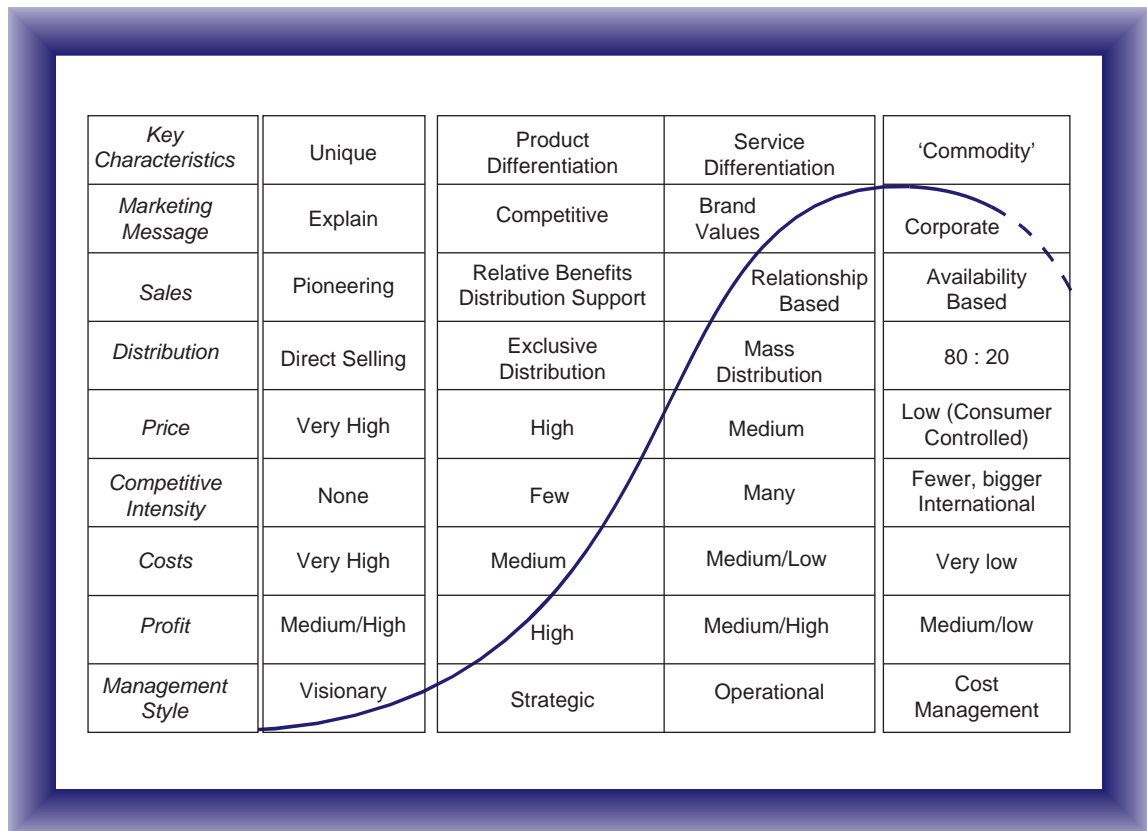 Key
Characteristics
Unique
Product
Differentiation
Service
Differentiation
‘Commodity’
Marketing
Message
Explain
Competitive
Brand
Values
Corporate
Sales
Pioneering
Relative Benefits
Distribution Support
Relationship
Based
Availability
Based
Distribution
Direct Selling
Exclusive
Distribution
Mass
Distribution
80 : 20
Price
Very High
High
Medium
Low (Consumer
Controlled)
Competitive
Intensity
None
Few
Many
Fewer, bigger
International
Costs
Very High
Medium
Medium/Low
Very low
Profit
Medium/High
High
Medium/High
Medium/low
Management
Style
Visionary
Strategic
Operational
Cost
Management